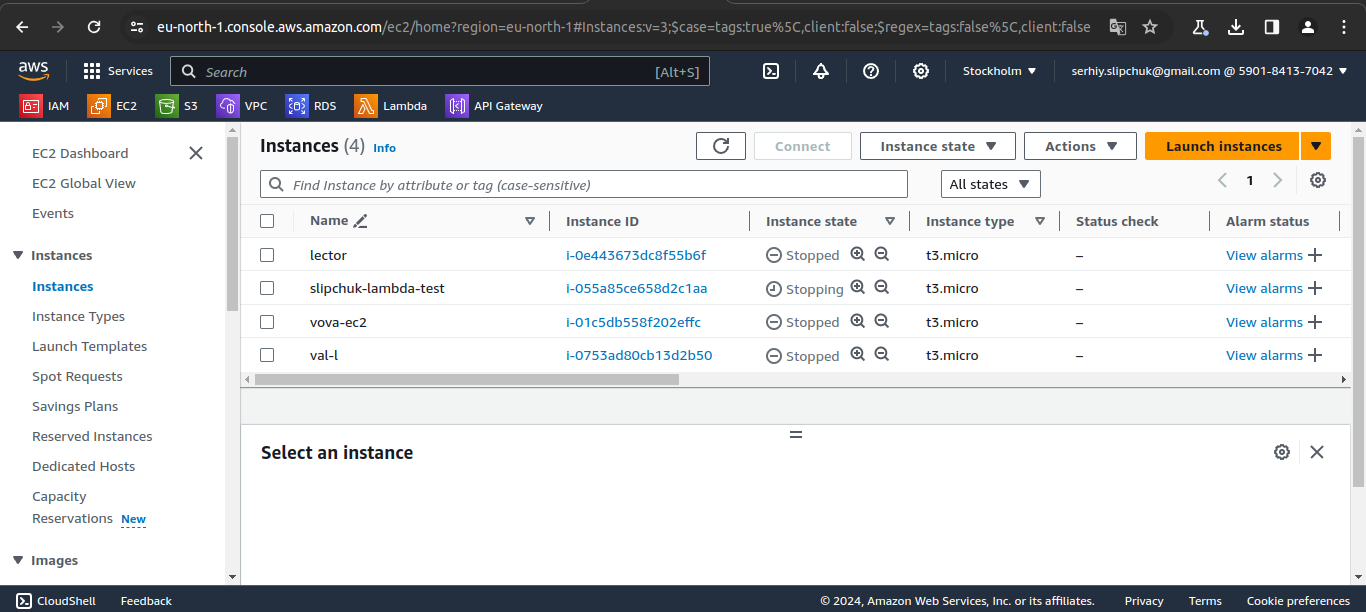 eu-north-1.console.aws.amazon.com/ec2/home?region=eu-north-1#Instances:v=3;$case=tags:true%5C,client:false;$regex=tags:false%5C,client:false
aws Services Search [Alt+S] Stockholm serhiy.slipchuk@gmail.com @ 5901-8413-7042
IAM EC2 S3 VPC RDS Lambda API Gateway
EC2 Dashboard
EC2 Global View
Events
Instances
Instances
Instance Types
Launch Templates
Spot Requests
Savings Plans
Reserved Instances
Dedicated Hosts
Capacity
Reservations New
Images
Instances (4) Info Connect Instance state Actions Launch instances
Find Instance by attribute or tag (case-sensitive) All states 1
Name Instance ID Instance state Instance type Status check Alarm status
lector i-0e443673dc8f55b6f Stopped t3.micro – View alarms
slipchuk-lambda-test i-055a85ce658d2c1aa Stopping t3.micro – View alarms
vova-ec2 i-01c5db558f202effc Stopped t3.micro – View alarms
val-l i-0753ad80cb13d2b50 Stopped t3.micro – View alarms
Select an instance
CloudShell Feedback © 2024, Amazon Web Services, Inc. or its affiliates. Privacy Terms Cookie preferences